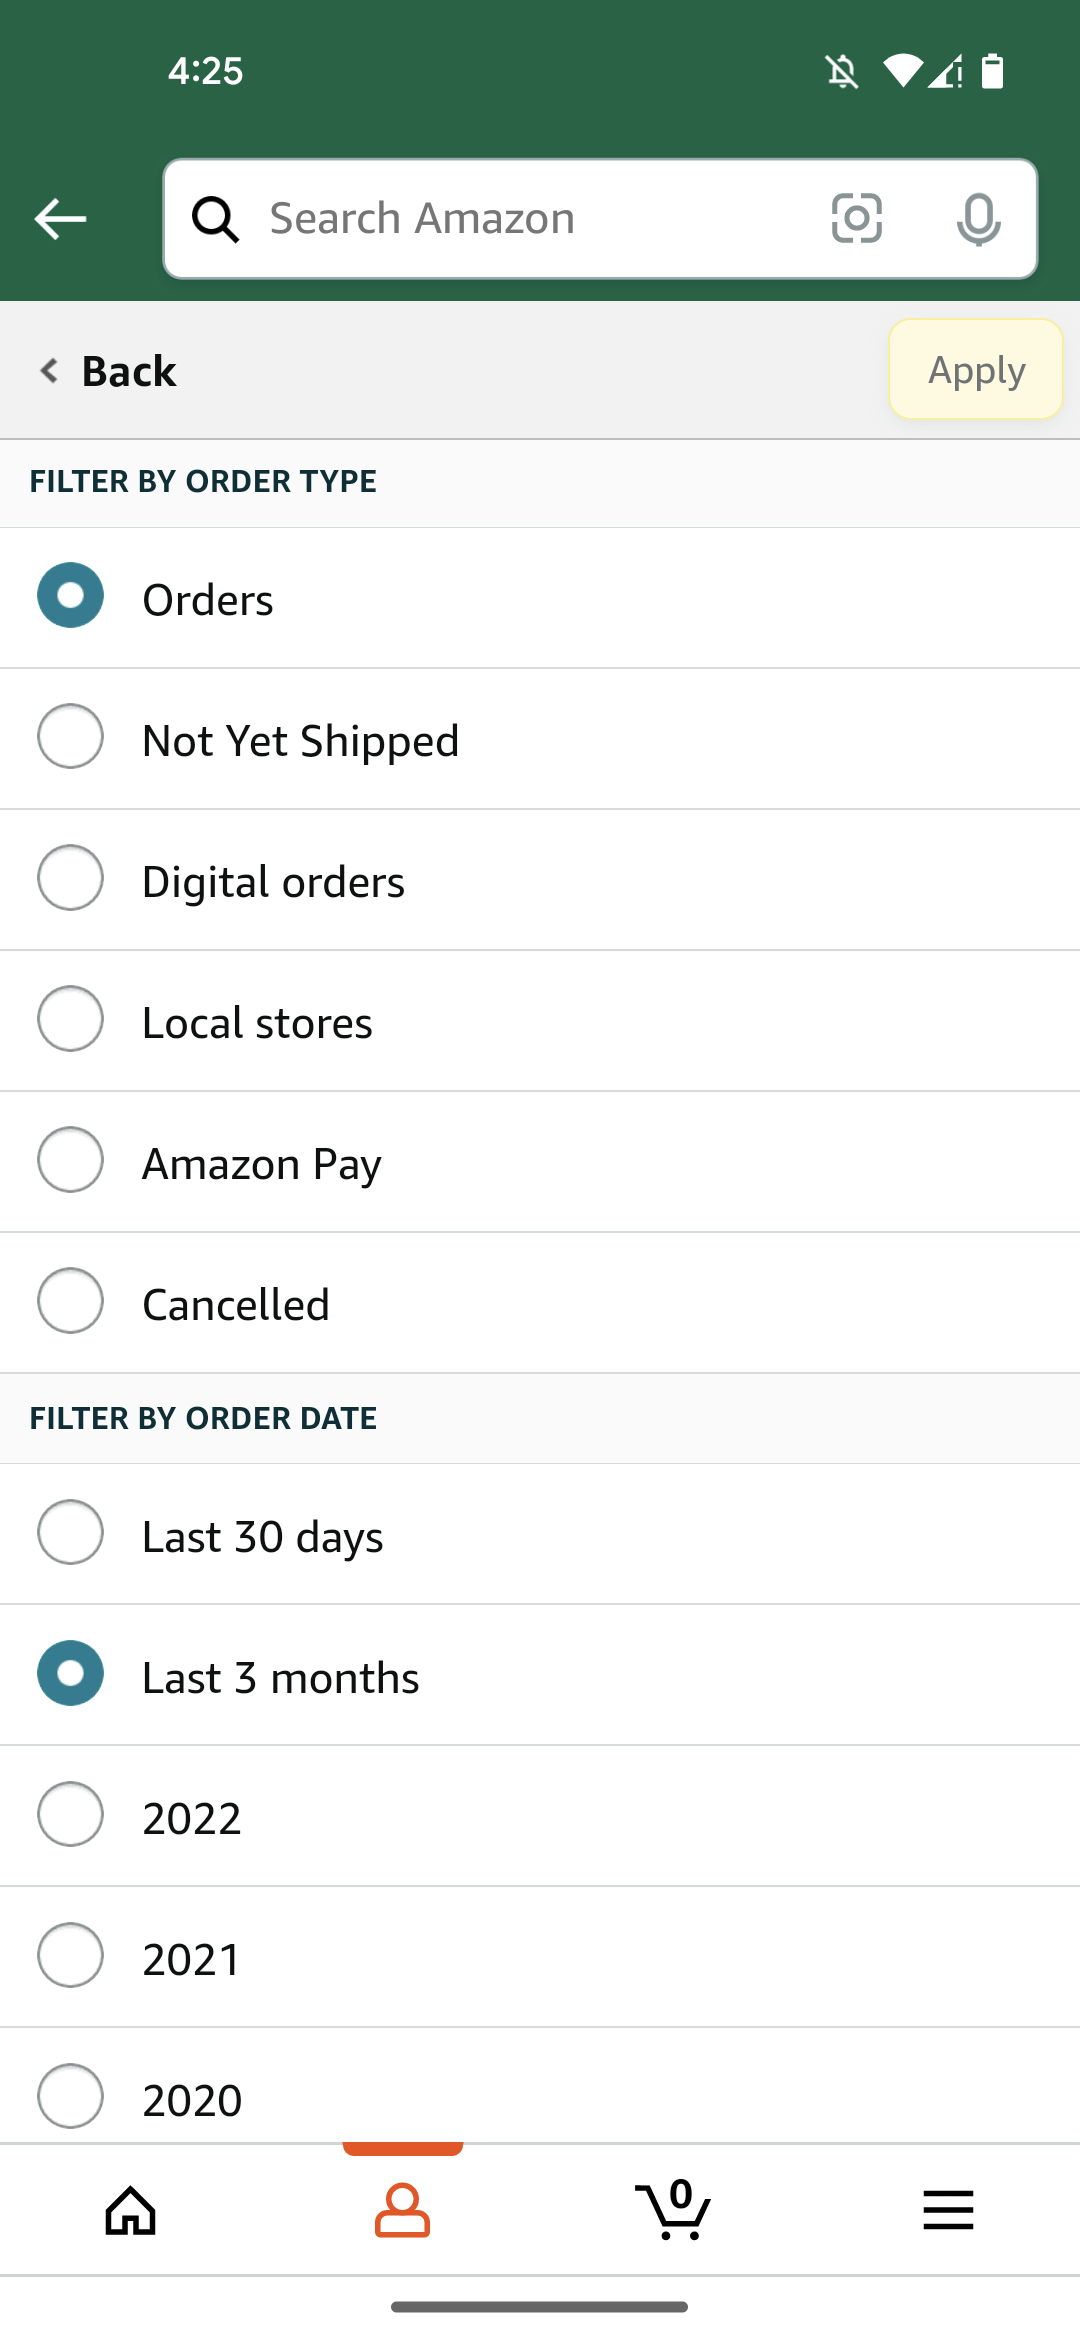 4:25
Search Amazon
Back
Apply
FILTER BY ORDER TYPE
Orders
Not Yet Shipped
Digital orders
Local stores
Amazon Pay
Cancelled
FILTER BY ORDER DATE
Last 30 days
Last 3 months
2022
2021
2020
0